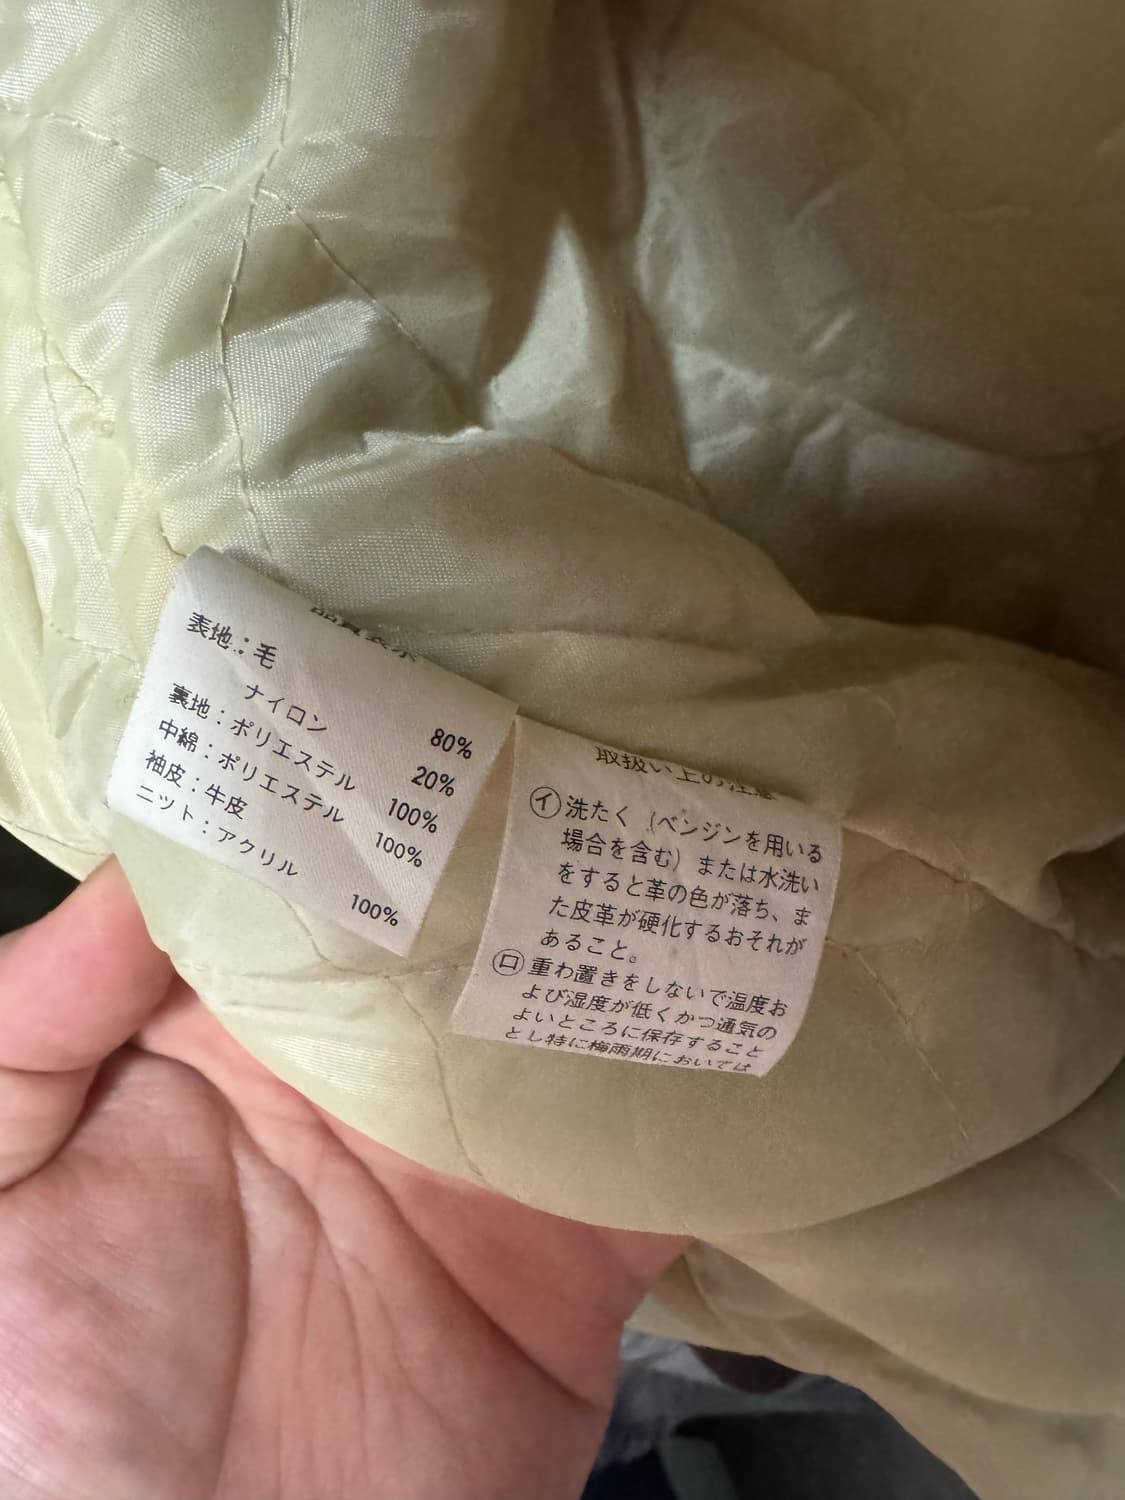 品質表示
表地：毛 80%
ナイロン 20%
裏地：ポリエステル 100%
中綿：ポリエステル 100%
袖皮：牛皮
ニット：アクリル 100%
取扱い上の注意
イ 洗たく（ベンジンを用いる
場合を含む）または水洗い
をすると革の色が落ち、ま
た皮革が硬化するおそれが
あること。
ロ 重わ置きをしないで温度お
よび湿度が低くかつ通気の
よいところに保存すること
とし特に梅雨期においては